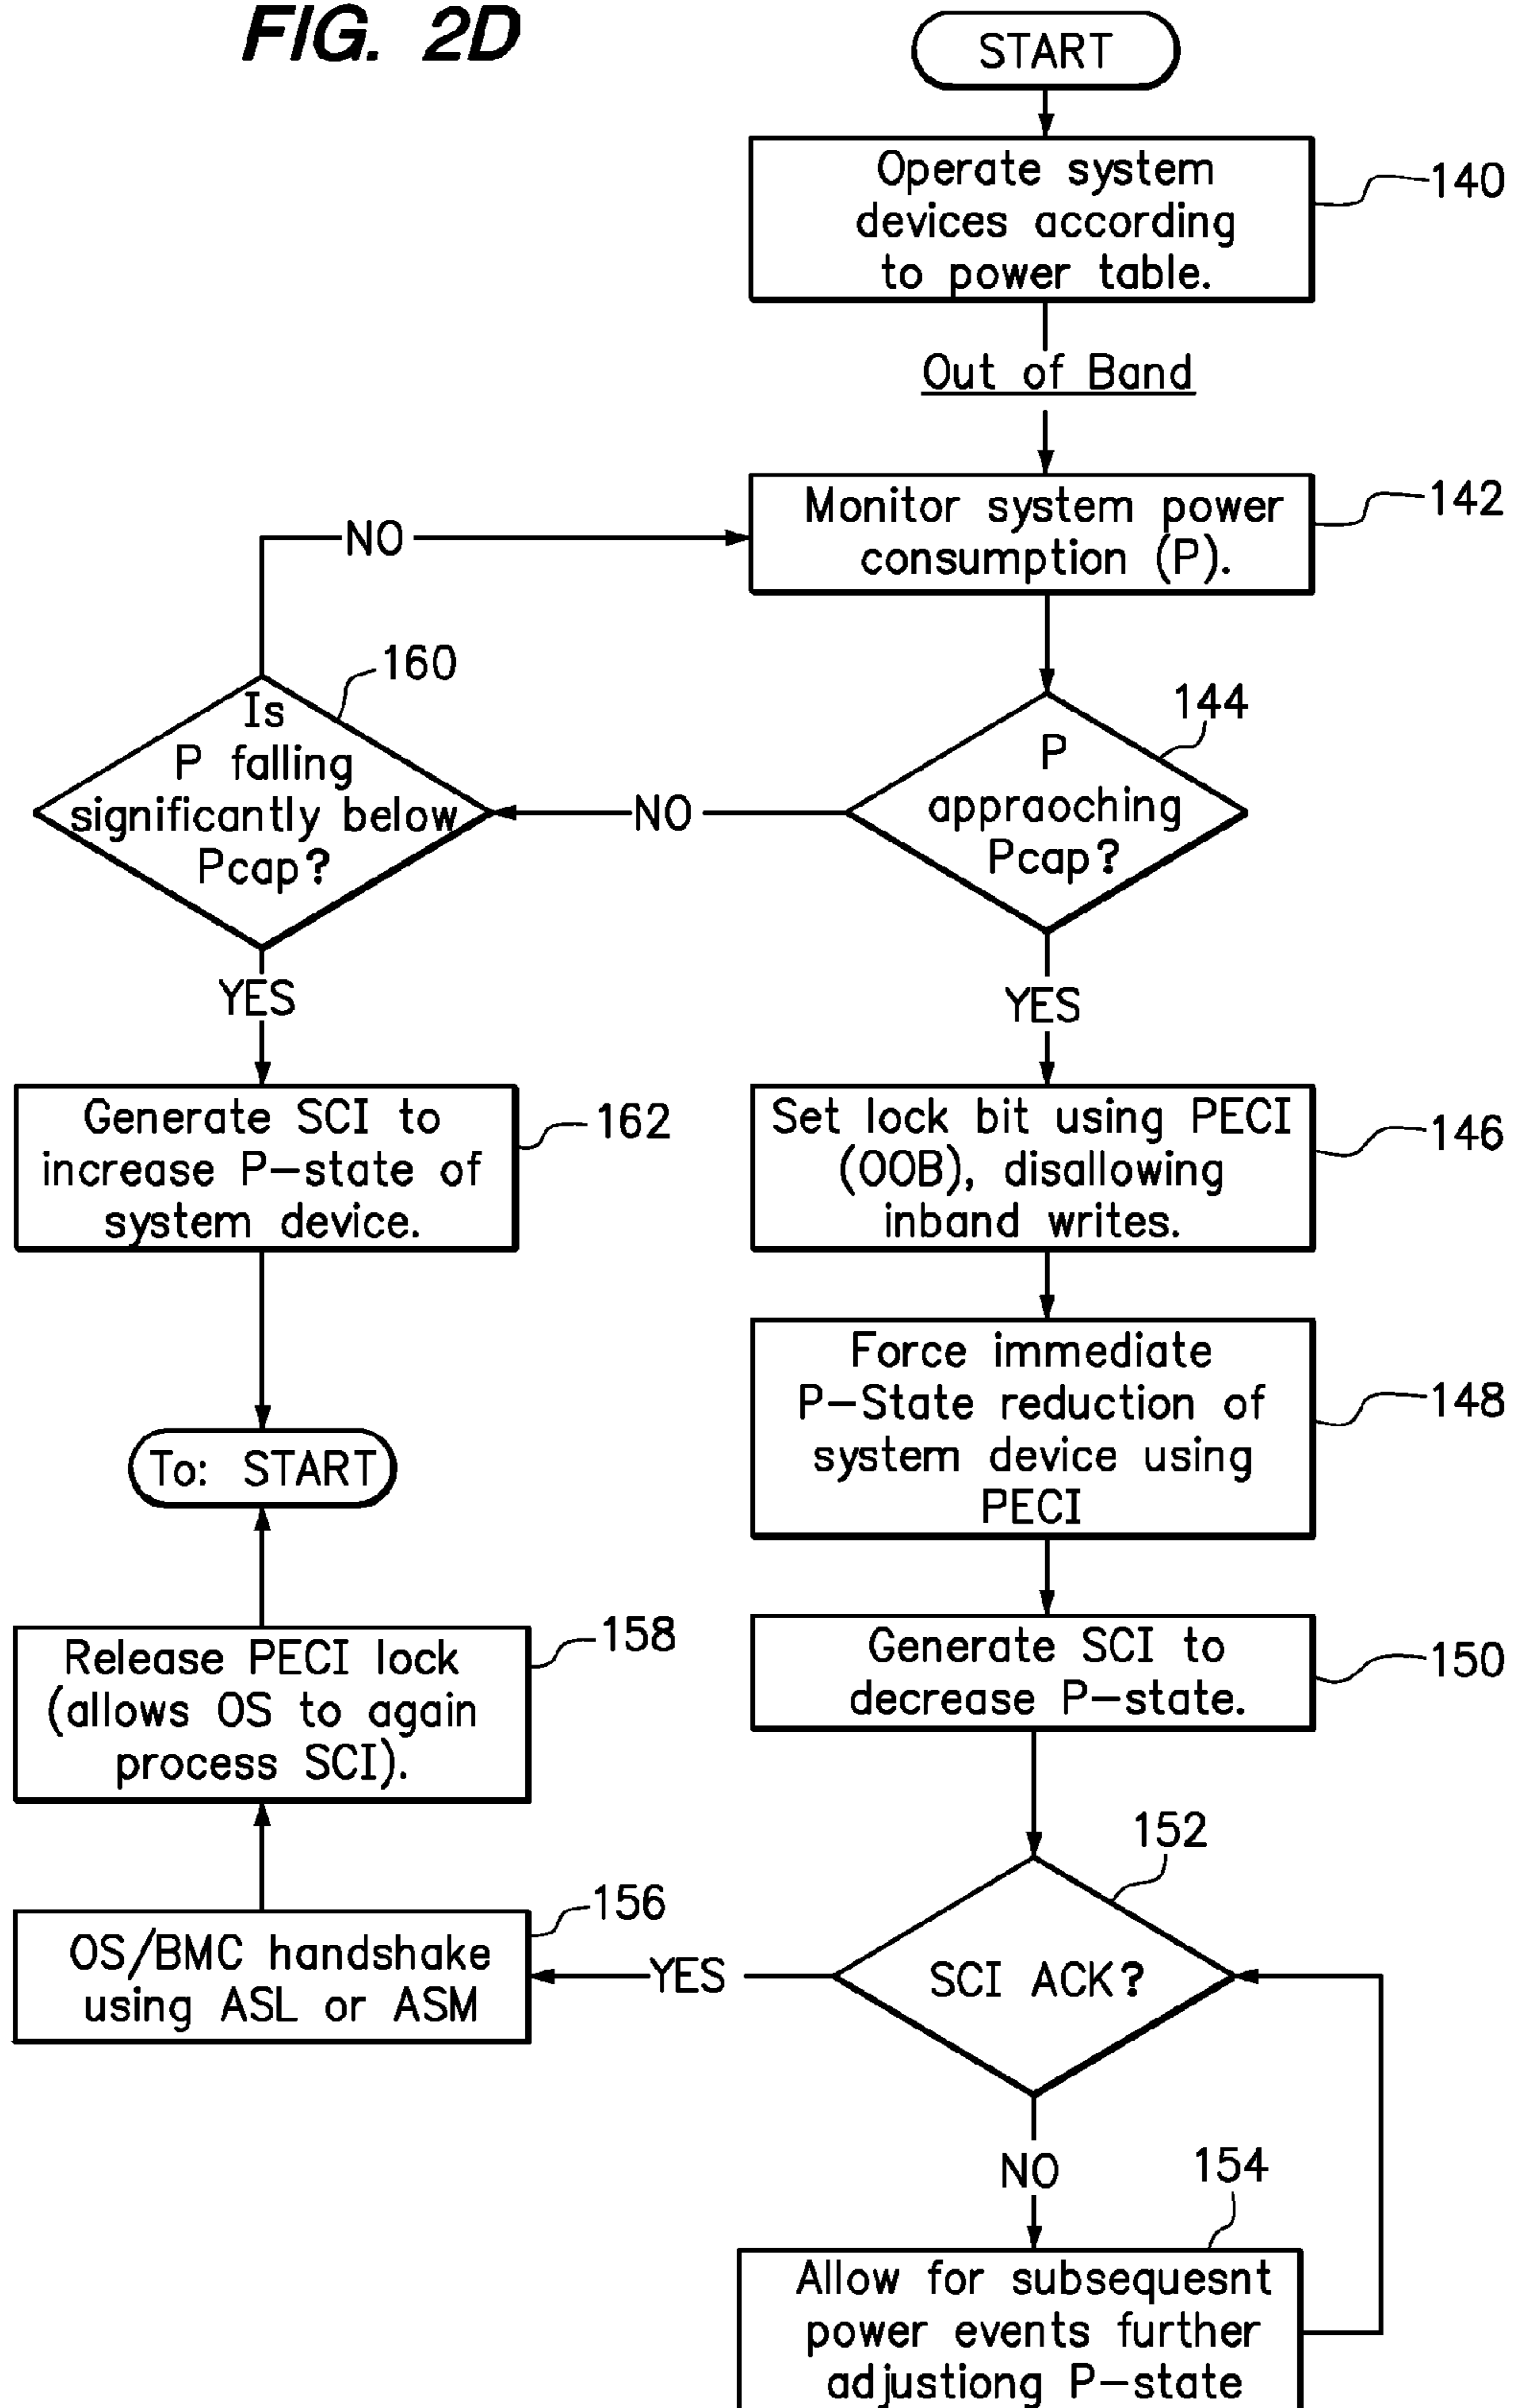 FIG. 2D
START
Operate system
devices according
to power table.
140
Out of Band
Monitor system power
consumption (P).
142
NO
160
Is
P falling
significantly below
Pcap?
NO
144
P
appraoching
Pcap?
YES
YES
Generate SCI to
increase P-state of
system device.
162
Set lock bit using PECI
(OOB), disallowing
inband writes.
146
Force immediate
P-State reduction of
system device using
PECI
148
To: START
Generate SCI to
decrease P-state.
150
Release PECI lock
(allows OS to again
process SCI).
158
152
SCI ACK?
YES
OS/BMC handshake
using ASL or ASM
156
NO
154
Allow for subsequesnt
power events further
adjustiong P-state